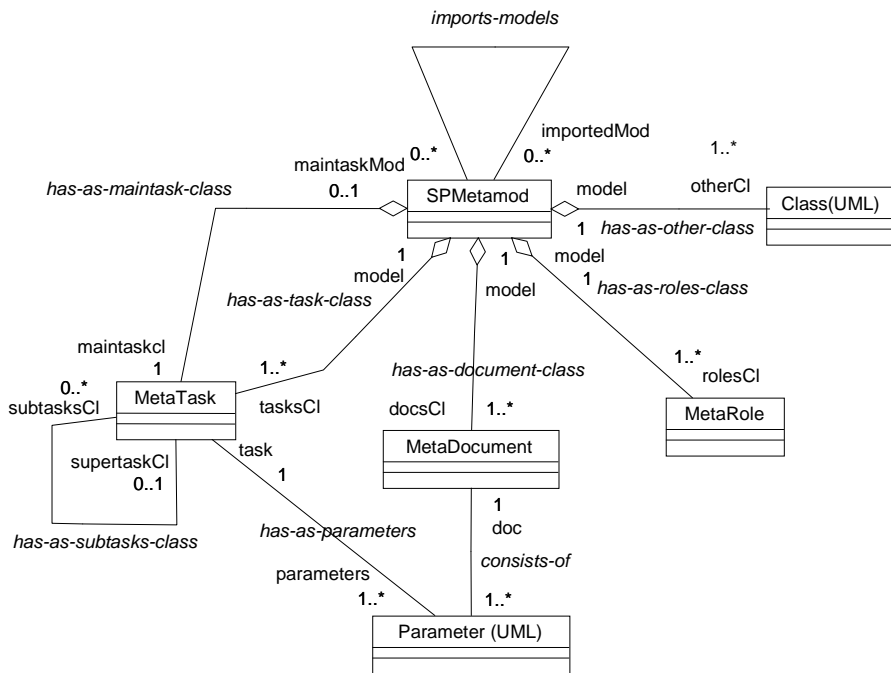 imports-models
importedMod
0..*
0..*
1..*
maintaskMod
has-as-maintask-class
0..1
SPMetamod
model
otherCl
Class(UML)
1
has-as-other-class
1
1
model
model
model
1
has-as-task-class
has-as-roles-class
maintaskcl
1
1..*
has-as-document-class
1..*
rolesCl
0..*
MetaTask
subtasksCl
tasksCl
docsCl
1..*
MetaRole
MetaDocument
task
supertaskCl
1
0..1
1
doc
has-as-parameters
has-as-subtasks-class
consists-of
parameters
1..*
1..*
Parameter (UML)